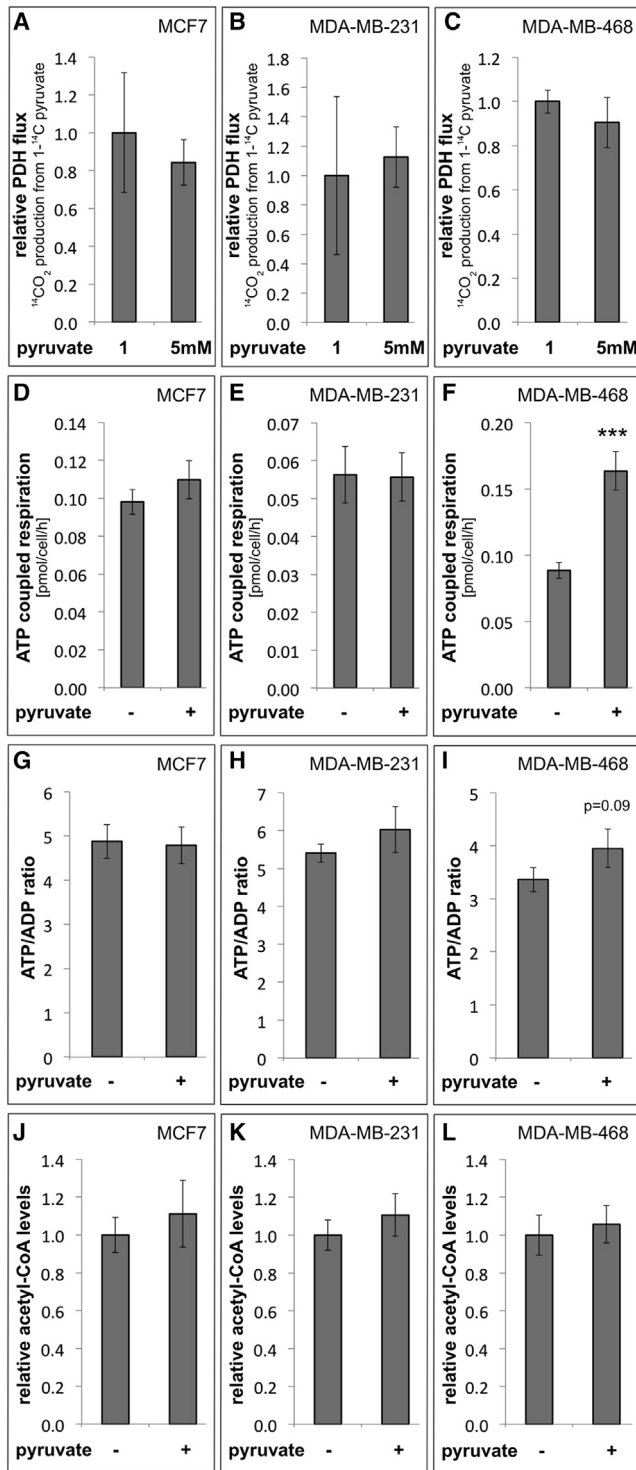 A MCF7
relative PDH flux
¹⁴CO₂ production from 1-¹⁴C pyruvate
1.4
1.2
1.0
0.8
0.6
0.4
0.2
0.0
pyruvate 1 5mM
B MDA-MB-231
relative PDH flux
¹⁴CO₂ production from 1-¹⁴C pyruvate
1.8
1.6
1.4
1.2
1.0
0.8
0.6
0.4
0.2
0.0
pyruvate 1 5mM
C MDA-MB-468
relative PDH flux
¹⁴CO₂ production from 1-¹⁴C pyruvate
1.2
1.0
0.8
0.6
0.4
0.2
0.0
pyruvate 1 5mM
D MCF7
ATP coupled respiration
[pmol/cell/h]
0.14
0.12
0.10
0.08
0.06
0.04
0.02
0.00
pyruvate - +
E MDA-MB-231
ATP coupled respiration
[pmol/cell/h]
0.07
0.06
0.05
0.04
0.03
0.02
0.01
0.00
pyruvate - +
F MDA-MB-468
ATP coupled respiration
[pmol/cell/h]
0.20
0.15
0.10
0.05
0.00
***
pyruvate - +
G MCF7
ATP/ADP ratio
6
5
4
3
2
1
0
pyruvate - +
H MDA-MB-231
ATP/ADP ratio
7
6
5
4
3
2
1
0
pyruvate - +
I MDA-MB-468
ATP/ADP ratio
5
4
3
2
1
0
p=0.09
pyruvate - +
J MCF7
relative acetyl-CoA levels
1.4
1.2
1.0
0.8
0.6
0.4
0.2
0.0
pyruvate - +
K MDA-MB-231
relative acetyl-CoA levels
1.4
1.2
1.0
0.8
0.6
0.4
0.2
0.0
pyruvate - +
L MDA-MB-468
relative acetyl-CoA levels
1.4
1.2
1.0
0.8
0.6
0.4
0.2
0.0
pyruvate - +